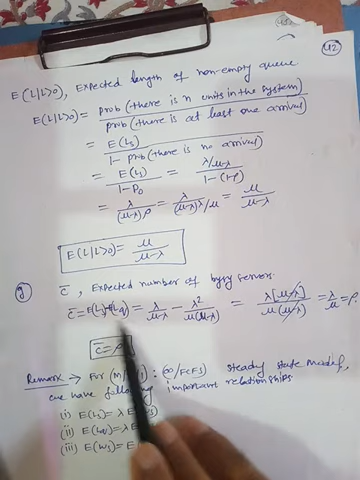 42
E(L|L>0), Expected length of non-empty queue
E(L|L>0) = prob(there is n units in the system) / prob(there is at least one arrival)
= E(Ls) / 1 - prob(there is no arrival)
= E(Ls) / 1-P₀ = λ/μ-λ / 1-(1-ρ)
= λ / (μ-λ)ρ = λ / (μ-λ)λ/μ = μ / μ-λ
E(L|L>0) = μ / μ-λ
g) c̄, Expected number of busy servers.
c̄ = E(Ls) - E(Lq) = λ / μ-λ - λ² / μ(μ-λ) = λ[μ-λ] / μ(μ-λ) = λ/μ = ρ.
c̄ = ρ
Remark → For (M/ /1) : (∞/FCFS) steady state model,
we have following important relationships.
(i) E(Ls) = λ E
(ii) E(Lq) = λ E
(iii) E(Ws) = E